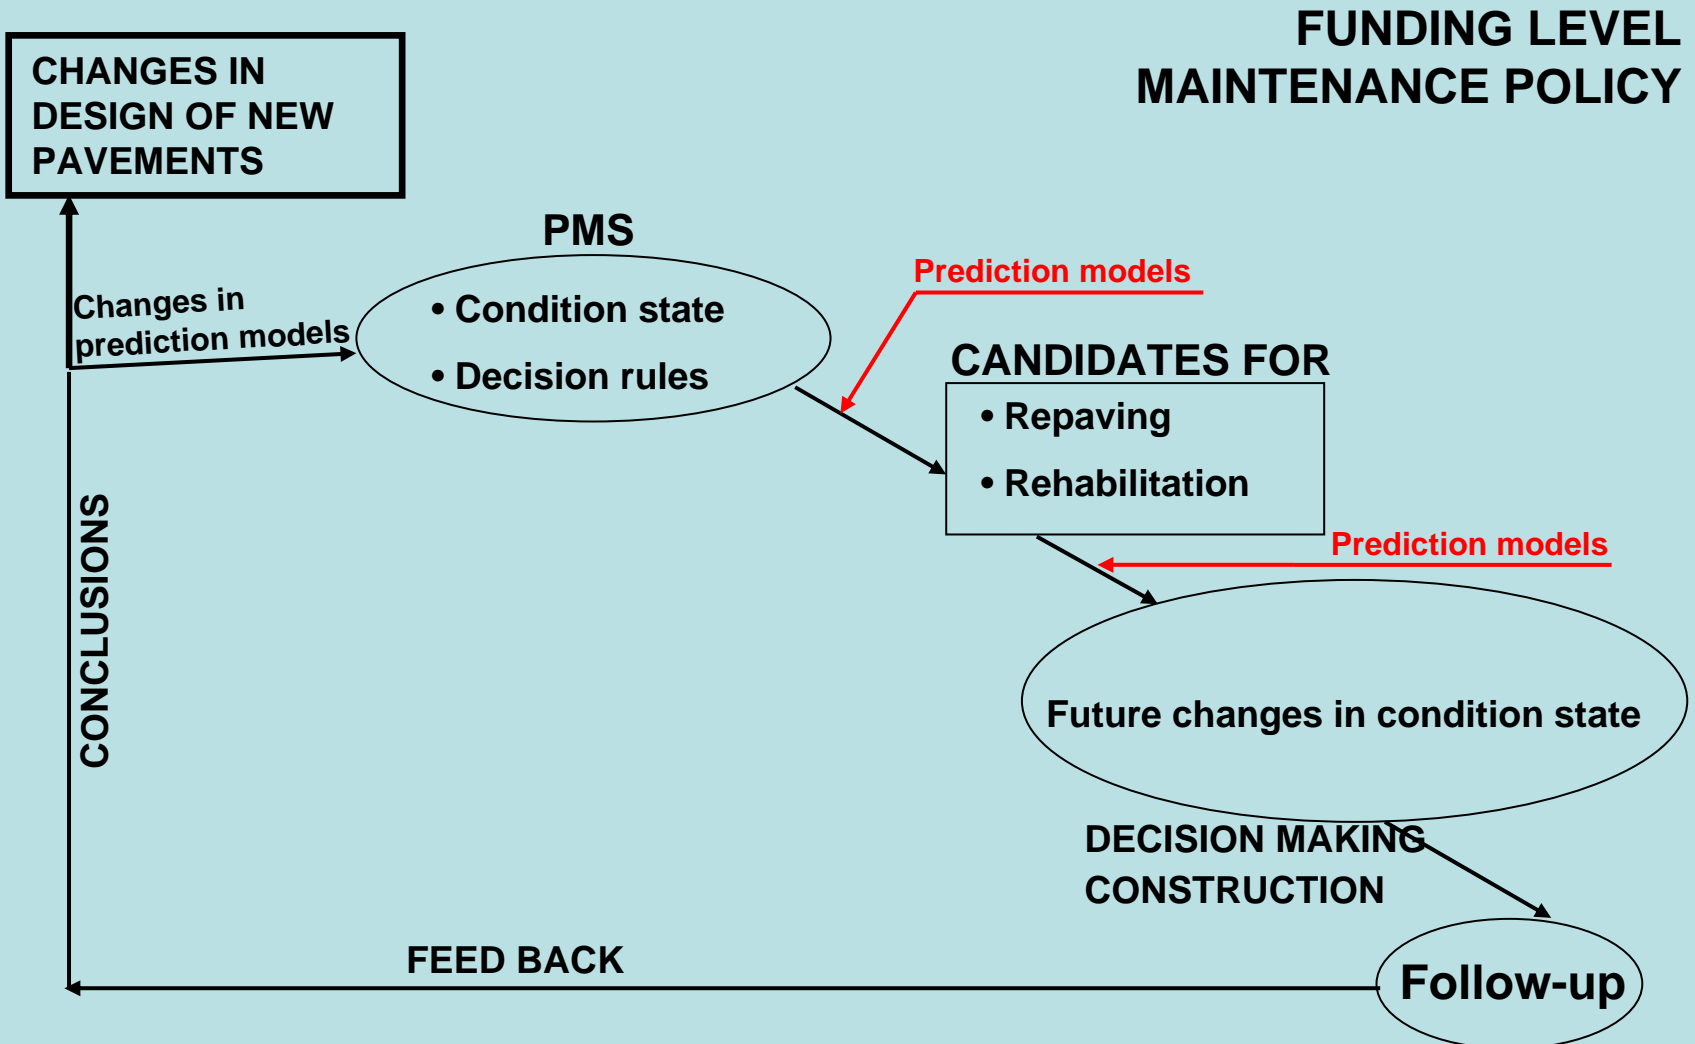 FUNDING LEVEL
MAINTENANCE POLICY
CHANGES IN
DESIGN OF NEW
PAVEMENTS
PMS
• Condition state
• Decision rules
Changes in
prediction models
Prediction models
CANDIDATES FOR
• Repaving
• Rehabilitation
Prediction models
Future changes in condition state
DECISION MAKING
CONSTRUCTION
Follow-up
FEED BACK
CONCLUSIONS